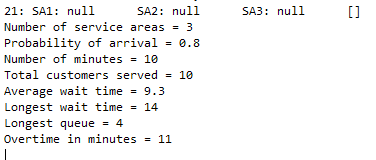 21: SA1: null SA2: null SA3: null []
Number of service areas = 3
Probability of arrival = 0.8
Number of minutes = 10
Total customers served = 10
Average wait time = 9.3
Longest wait time = 14
Longest queue = 4
Overtime in minutes = 11